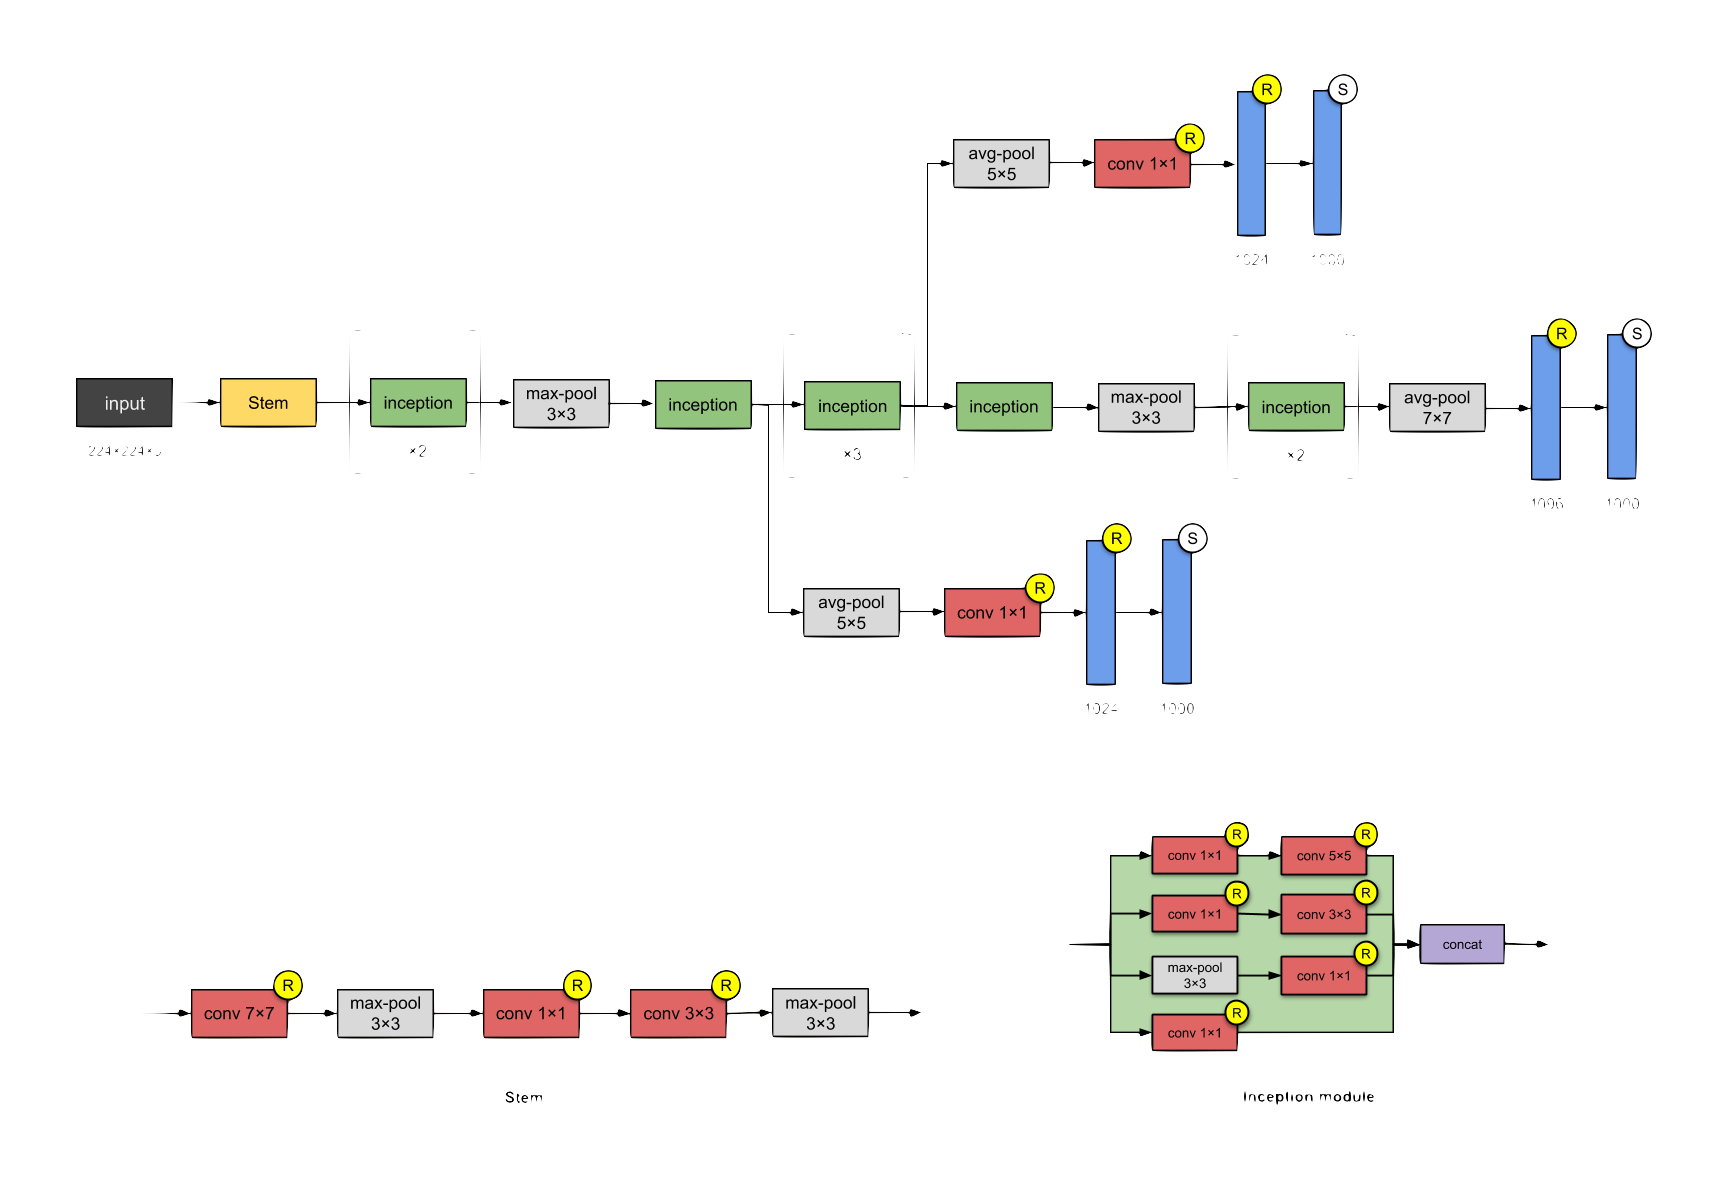 R
S
avg-pool
5×5
conv 1×1
R
1024
1000
input
224×224×3
Stem
inception
×2
max-pool
3×3
inception
inception
×3
inception
max-pool
3×3
inception
×2
avg-pool
7×7
R
S
1000
avg-pool
5×5
conv 1×1
R
R
S
1024
1000
conv 7×7
R
max-pool
3×3
conv 1×1
R
conv 3×3
R
max-pool
3×3
Stem
conv 1×1
R
conv 5×5
R
conv 1×1
R
conv 3×3
R
max-pool
3×3
conv 1×1
R
conv 1×1
R
concat
Inception module